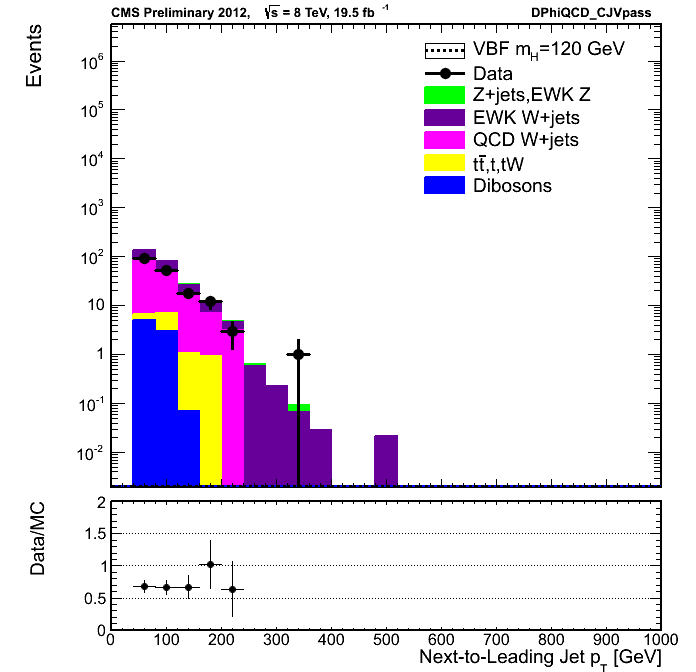 CMS Preliminary 2012, √s = 8 TeV, 19.5 fb⁻¹ DPhiQCD_CJVpass
Events
VBF m_H=120 GeV
Data
Z+jets,EWK Z
EWK W+jets
QCD W+jets
tt̄,t,tW
Dibosons
10⁶
10⁵
10⁴
10³
10²
10
1
10⁻¹
10⁻²
Data/MC
2
1.5
1
0.5
0
0 100 200 300 400 500 600 700 800 900 1000
Next-to-Leading Jet p_T [GeV]